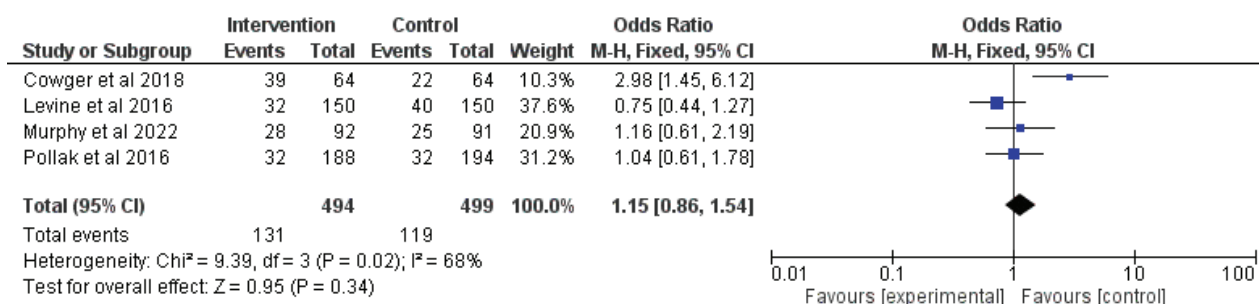 Intervention Control Odds Ratio Odds Ratio
Study or Subgroup Events Total Events Total Weight M-H, Fixed, 95% CI M-H, Fixed, 95% CI
Cowger et al 2018 39 64 22 64 10.3% 2.98 [1.45, 6.12]
Levine et al 2016 32 150 40 150 37.6% 0.75 [0.44, 1.27]
Murphy et al 2022 28 92 25 91 20.9% 1.16 [0.61, 2.19]
Pollak et al 2016 32 188 32 194 31.2% 1.04 [0.61, 1.78]
Total (95% CI) 494 499 100.0% 1.15 [0.86, 1.54]
Total events 131 119
Heterogeneity: Chi² = 9.39, df = 3 (P = 0.02); I² = 68%
Test for overall effect: Z = 0.95 (P = 0.34)
0.01 0.1 1 10 100
Favours [experimental] Favours [control]